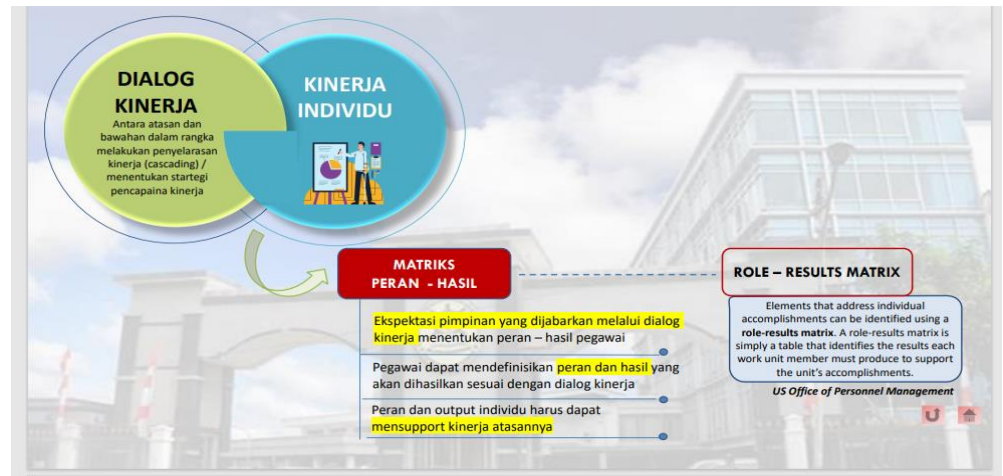 DIALOG
KINERJA
Antara atasan dan
bawahan dalam rangka
melakukan penyelarasan
kinerja (cascading) /
menentukan startegi
pencapaina kinerja
KINERJA
INDIVIDU
MATRIKS
PERAN - HASIL
Ekspektasi pimpinan yang dijabarkan melalui dialog
kinerja menentukan peran – hasil pegawai
Pegawai dapat mendefinisikan peran dan hasil yang
akan dihasilkan sesuai dengan dialog kinerja
Peran dan output individu harus dapat
mensupport kinerja atasannya
ROLE – RESULTS MATRIX
Elements that address individual
accomplishments can be identified using a
role-results matrix. A role-results matrix is
simply a table that identifies the results each
work unit member must produce to support
the unit's accomplishments.
US Office of Personnel Management